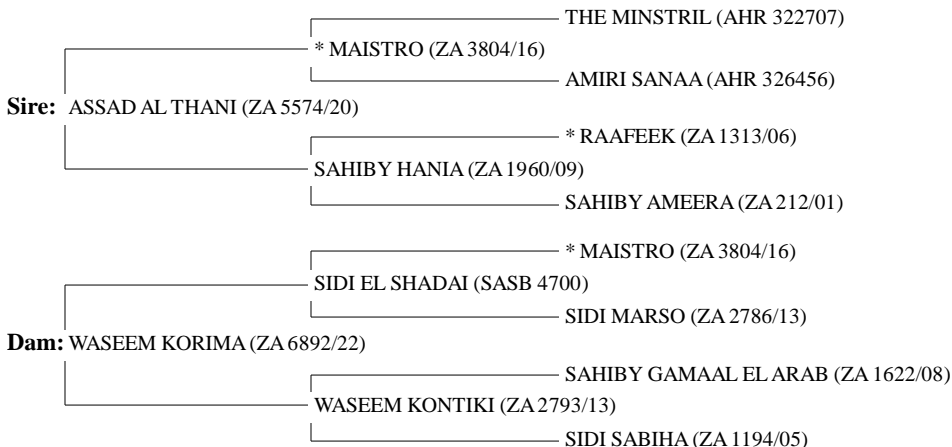 THE MINSTRIL (AHR 322707)
* MAISTRO (ZA 3804/16)
AMIRI SANAA (AHR 326456)
Sire: ASSAD AL THANI (ZA 5574/20)
* RAAFEEK (ZA 1313/06)
SAHIBY HANIA (ZA 1960/09)
SAHIBY AMEERA (ZA 212/01)
* MAISTRO (ZA 3804/16)
SIDI EL SHADAI (SASB 4700)
SIDI MARSO (ZA 2786/13)
Dam: WASEEM KORIMA (ZA 6892/22)
SAHIBY GAMAAL EL ARAB (ZA 1622/08)
WASEEM KONTIKI (ZA 2793/13)
SIDI SABIHA (ZA 1194/05)